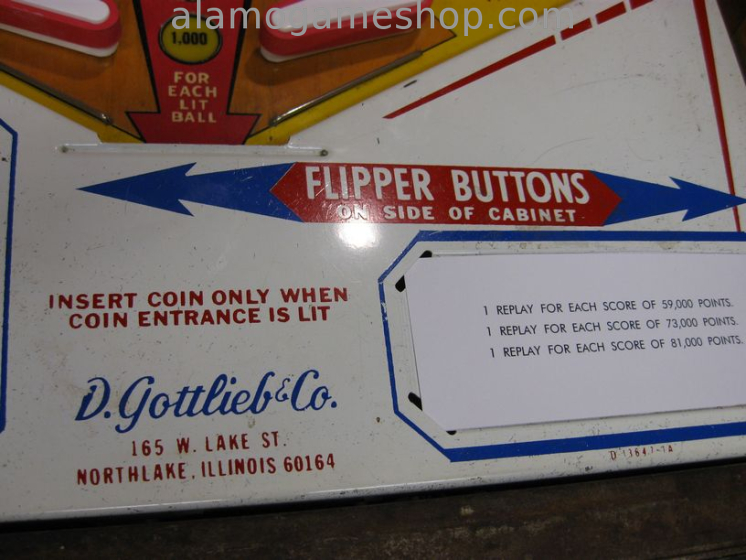 alamogameshop.com
1.000
FOR
EACH
LIT
BALL
FLIPPER BUTTONS
ON SIDE OF CABINET
INSERT COIN ONLY WHEN
COIN ENTRANCE IS LIT
1 REPLAY FOR EACH SCORE OF 59,000 POINTS.
1 REPLAY FOR EACH SCORE OF 73,000 POINTS.
1 REPLAY FOR EACH SCORE OF 81,000 POINTS.
D. Gottlieb & Co.
165 W. LAKE ST.
NORTHLAKE, ILLINOIS 60164